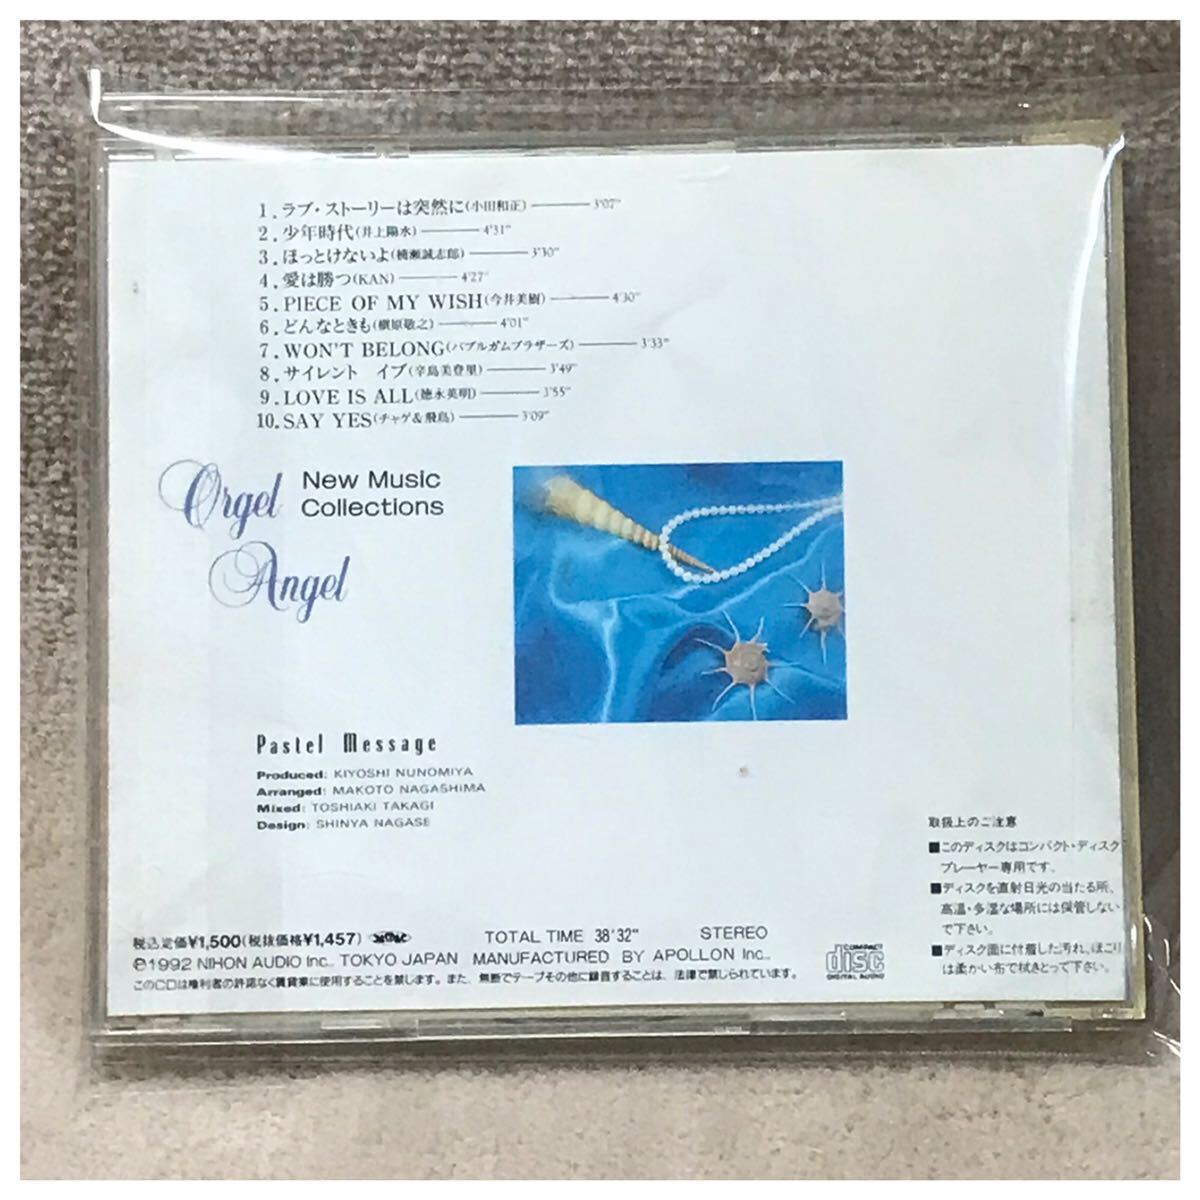 1. ラブ・ストーリーは突然に(小田和正) 3'07"
2. 少年時代(井上陽水) 4'31"
3. ほっとけないよ(楠瀬誠志郎) 3'30"
4. 愛は勝つ(KAN) 4'27"
5. PIECE OF MY WISH(今井美樹) 4'30"
6. どんなときも(槇原敬之) 4'01"
7. WON'T BELONG(バブルガムブラザーズ) 3'33"
8. サイレント イブ(辛島美登里) 3'49"
9. LOVE IS ALL(徳永英明) 3'55"
10. SAY YES(チャゲ&飛鳥) 3'09"
Orgel Angel
New Music
Collections
Pastel Message
Produced: KIYOSHI NUNOMIYA
Arranged: MAKOTO NAGASHIMA
Mixed: TOSHIAKI TAKAGI
Design: SHINYA NAGASE
取扱上のご注意
■このディスクはコンパクト・ディスク
プレーヤー専用です。
■ディスクを直射日光の当たる所、
高温・多湿な場所には保管しない
で下さい。
■ディスク面に付着した汚れ、ほこり
は柔かい布で拭きとって下さい。
税込定価¥1,500(税抜価格¥1,457)
TOTAL TIME 38'32" STEREO
℗1992 NIHON AUDIO Inc., TOKYO JAPAN MANUFACTURED BY APOLLON Inc.,
このCDは権利者の許諾なく賃貸業に使用することを禁じます。また、無断でテープその他に録音することは、法律で禁じられています。
COMPACT
disc
DIGITAL AUDIO